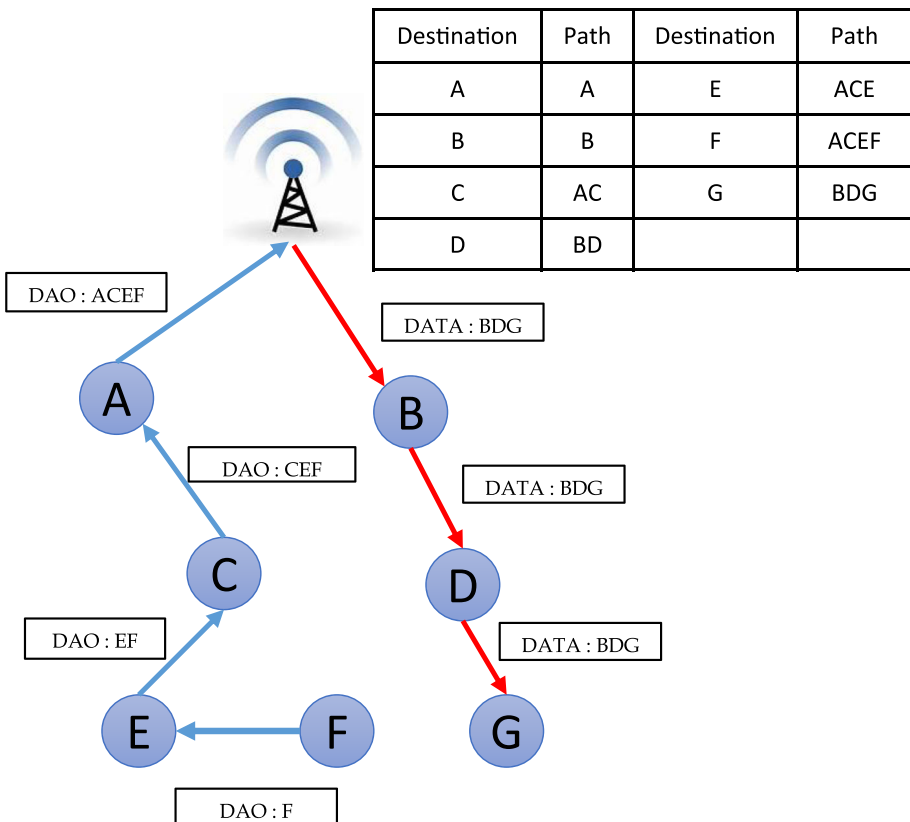 Destination Path Destination Path
A A E ACE
B B F ACEF
C AC G BDG
D BD
DAO : ACEF
DATA : BDG
A
B
DAO : CEF
DATA : BDG
C
D
DAO : EF
DATA : BDG
E
F
G
DAO : F